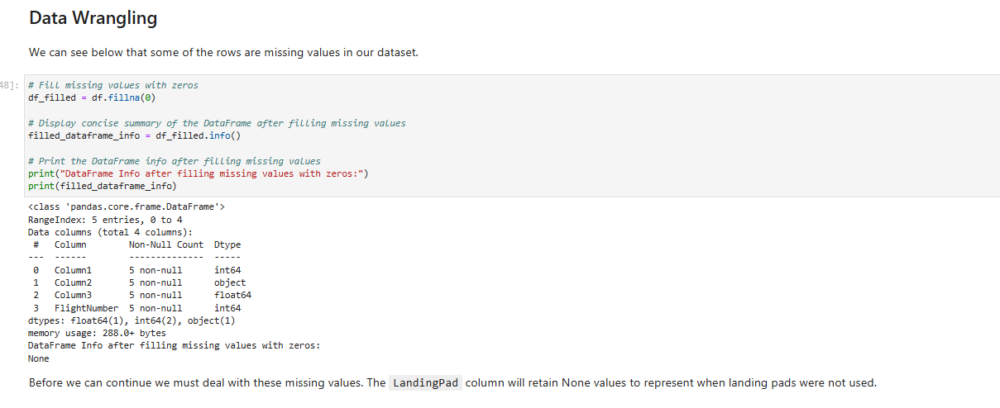 Data Wrangling
We can see below that some of the rows are missing values in our dataset.
48]:
# Fill missing values with zeros
df_filled = df.fillna(0)
# Display concise summary of the DataFrame after filling missing values
filled_dataframe_info = df_filled.info()
# Print the DataFrame info after filling missing values
print("DataFrame Info after filling missing values with zeros:")
print(filled_dataframe_info)
<class 'pandas.core.frame.DataFrame'>
RangeIndex: 5 entries, 0 to 4
Data columns (total 4 columns):
 #   Column        Non-Null Count  Dtype
---  ------        --------------  -----
 0   Column1       5 non-null      int64
 1   Column2       5 non-null      object
 2   Column3       5 non-null      float64
 3   FlightNumber  5 non-null      int64
dtypes: float64(1), int64(2), object(1)
memory usage: 288.0+ bytes
DataFrame Info after filling missing values with zeros:
None
Before we can continue we must deal with these missing values. The LandingPad column will retain None values to represent when landing pads were not used.